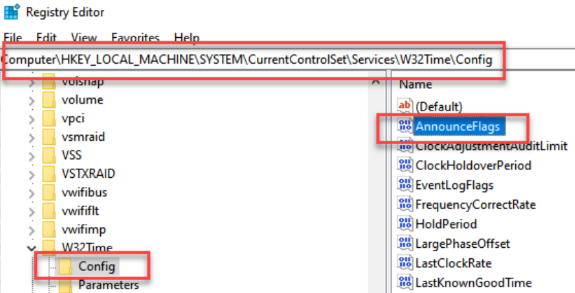 Registry Editor
File Edit View Favorites Help
Computer\HKEY_LOCAL_MACHINE\SYSTEM\CurrentControlSet\Services\W32Time\Config
volsnap
volume
vpci
vsmraid
VSS
VSTXRAID
vwifibus
vwififlt
vwifimp
W32Time
Config
Parameters
Name
ab (Default)
AnnounceFlags
ClockAdjustmentAuditLimit
ClockHoldoverPeriod
EventLogFlags
FrequencyCorrectRate
HoldPeriod
LargePhaseOffset
LastClockRate
LastKnownGoodTime